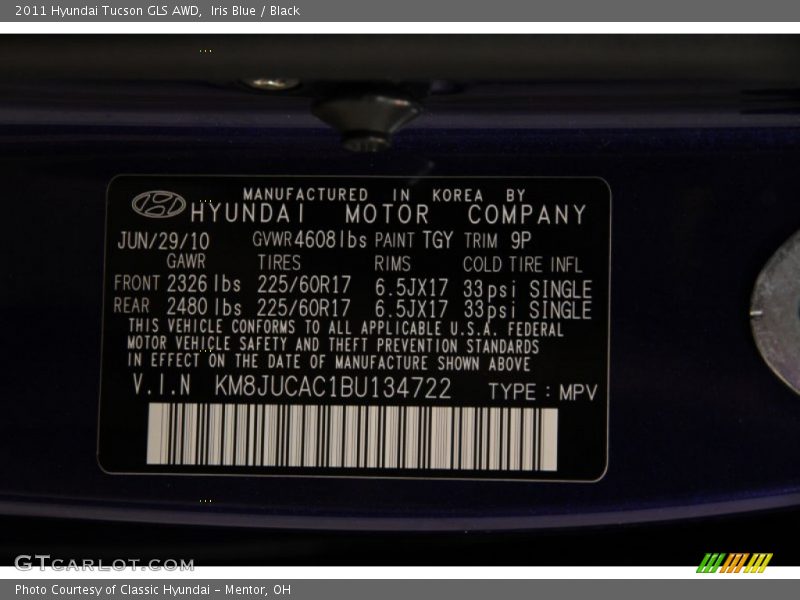 2011 Hyundai Tucson GLS AWD,  Iris Blue / Black
MANUFACTURED IN KOREA BY
HYUNDAI MOTOR COMPANY
JUN/29/10 GVWR 4608lbs PAINT TGY TRIM 9P
GAWR TIRES RIMS COLD TIRE INFL
FRONT 2326 lbs 225/60R17 6.5JX17 33psi SINGLE
REAR 2480 lbs 225/60R17 6.5JX17 33psi SINGLE
THIS VEHICLE CONFORMS TO ALL APPLICABLE U.S.A. FEDERAL
MOTOR VEHICLE SAFETY AND THEFT PREVENTION STANDARDS
IN EFFECT ON THE DATE OF MANUFACTURE SHOWN ABOVE
V.I.N KM8JUCAC1BU134722 TYPE : MPV
GTCARLOT.COM
Photo Courtesy of Classic Hyundai - Mentor, OH